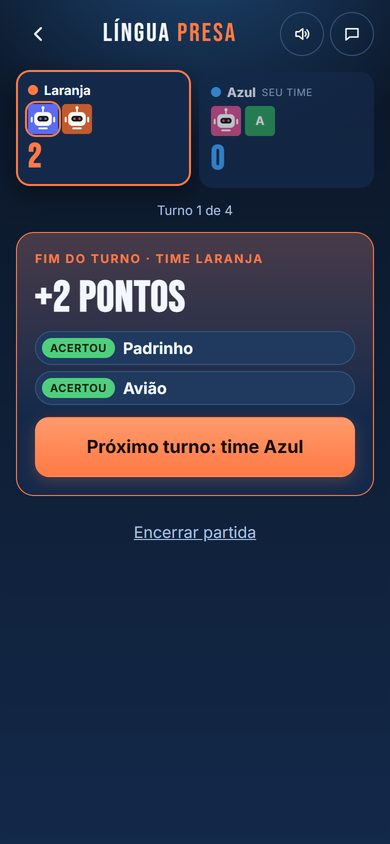 LÍNGUA PRESA
Laranja
2
Azul SEU TIME
A
0
Turno 1 de 4
FIM DO TURNO · TIME LARANJA
+2 PONTOS
ACERTOU Padrinho
ACERTOU Avião
Próximo turno: time Azul
Encerrar partida